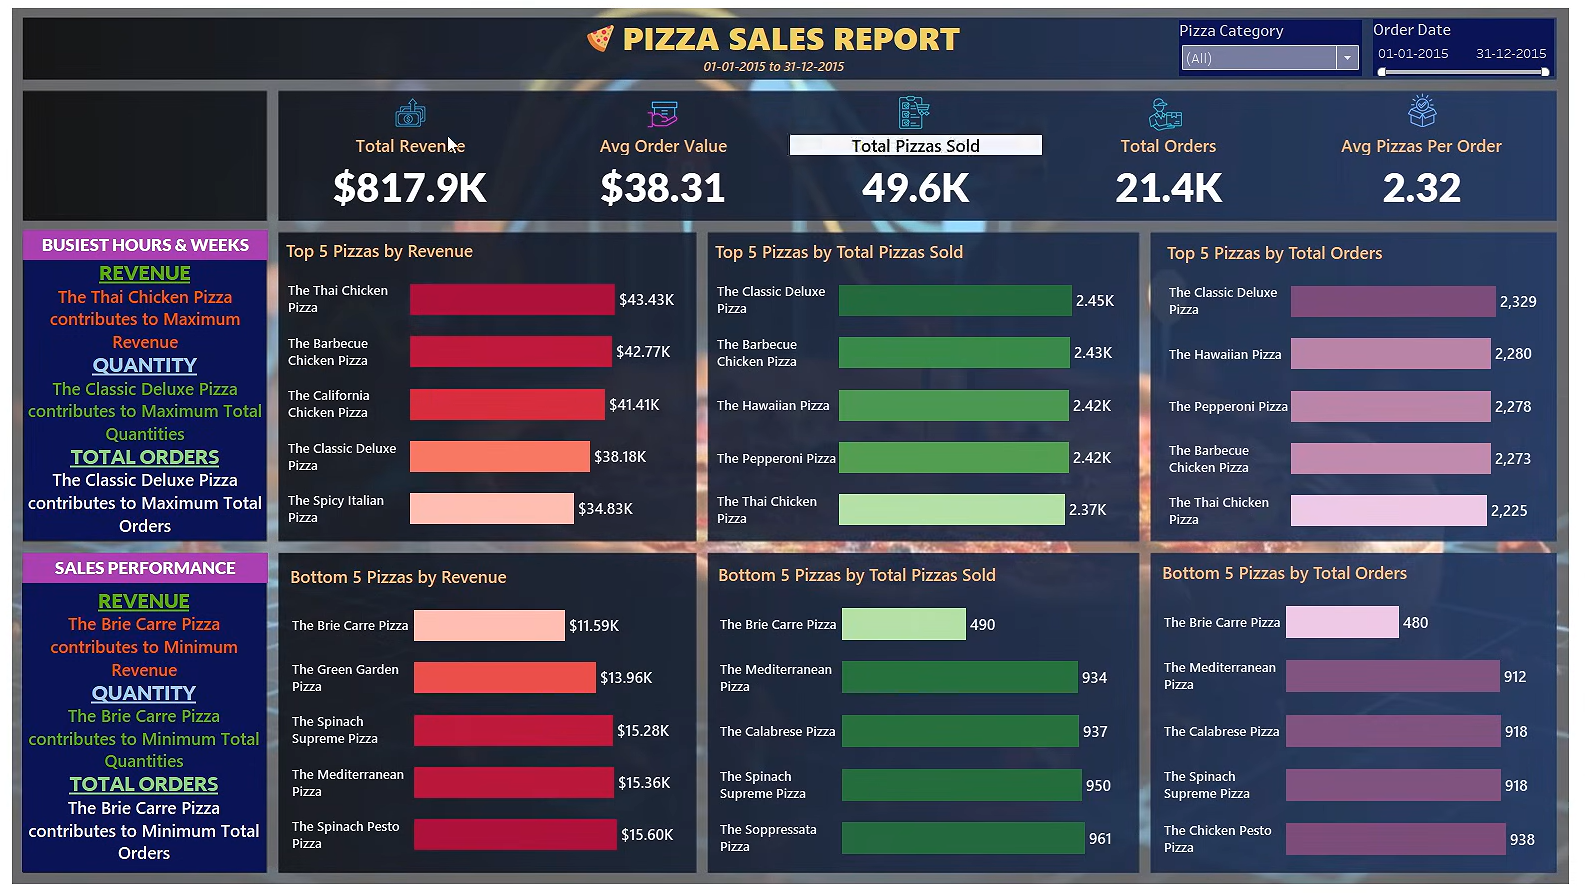 PIZZA SALES REPORT
01-01-2015 to 31-12-2015
Pizza Category
(All)
Order Date
01-01-2015 31-12-2015
Total Revenue
$817.9K
Avg Order Value
$38.31
Total Pizzas Sold
49.6K
Total Orders
21.4K
Avg Pizzas Per Order
2.32
BUSIEST HOURS & WEEKS
REVENUE
The Thai Chicken Pizza
contributes to Maximum
Revenue
QUANTITY
The Classic Deluxe Pizza
contributes to Maximum Total
Quantities
TOTAL ORDERS
The Classic Deluxe Pizza
contributes to Maximum Total
Orders
Top 5 Pizzas by Revenue
The Thai Chicken
Pizza
$43.43K
The Barbecue
Chicken Pizza
$42.77K
The California
Chicken Pizza
$41.41K
The Classic Deluxe
Pizza
$38.18K
The Spicy Italian
Pizza
$34.83K
Top 5 Pizzas by Total Pizzas Sold
The Classic Deluxe
Pizza
2.45K
The Barbecue
Chicken Pizza
2.43K
The Hawaiian Pizza
2.42K
The Pepperoni Pizza
2.42K
The Thai Chicken
Pizza
2.37K
Top 5 Pizzas by Total Orders
The Classic Deluxe
Pizza
2,329
The Hawaiian Pizza
2,280
The Pepperoni Pizza
2,278
The Barbecue
Chicken Pizza
2,273
The Thai Chicken
Pizza
2,225
SALES PERFORMANCE
REVENUE
The Brie Carre Pizza
contributes to Minimum
Revenue
QUANTITY
The Brie Carre Pizza
contributes to Minimum Total
Quantities
TOTAL ORDERS
The Brie Carre Pizza
contributes to Minimum Total
Orders
Bottom 5 Pizzas by Revenue
The Brie Carre Pizza
$11.59K
The Green Garden
Pizza
$13.96K
The Spinach
Supreme Pizza
$15.28K
The Mediterranean
Pizza
$15.36K
The Spinach Pesto
Pizza
$15.60K
Bottom 5 Pizzas by Total Pizzas Sold
The Brie Carre Pizza
490
The Mediterranean
Pizza
934
The Calabrese Pizza
937
The Spinach
Supreme Pizza
950
The Soppressata
Pizza
961
Bottom 5 Pizzas by Total Orders
The Brie Carre Pizza
480
The Mediterranean
Pizza
912
The Calabrese Pizza
918
The Spinach
Supreme Pizza
918
The Chicken Pesto
Pizza
938